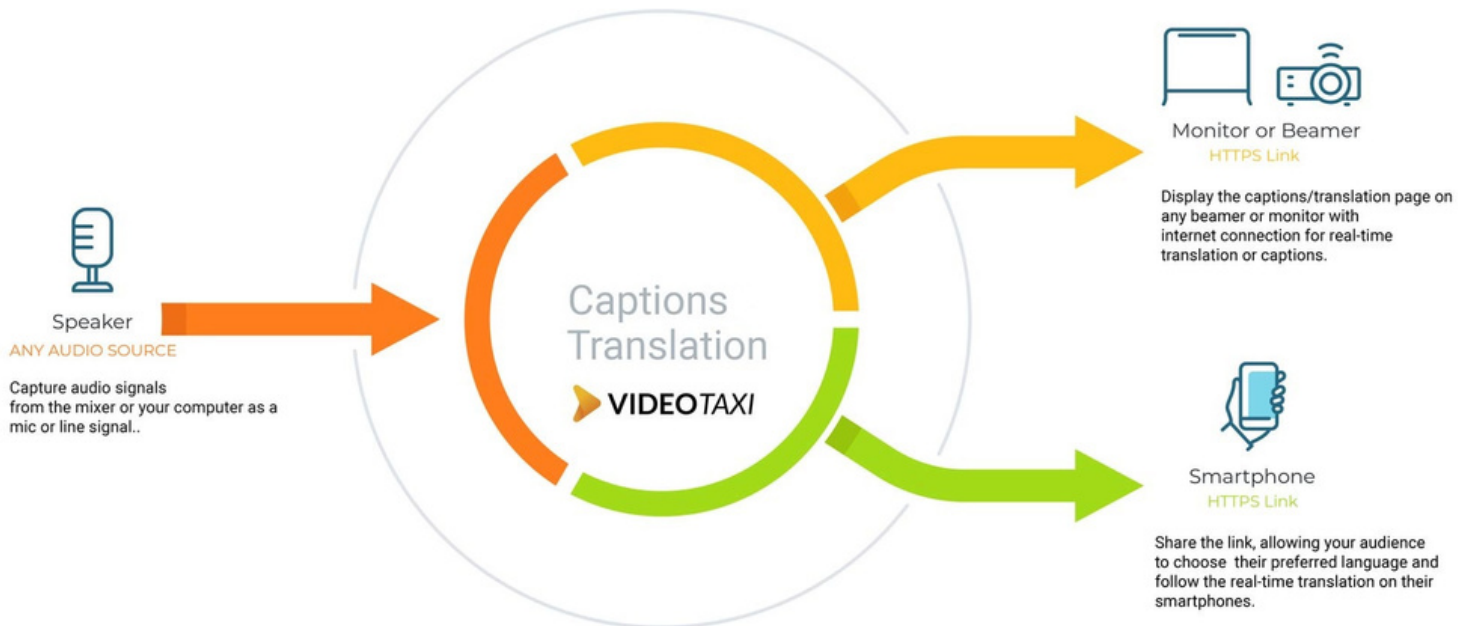 Speaker
ANY AUDIO SOURCE
Capture audio signals
from the mixer or your computer as a
mic or line signal..
Captions
Translation
VIDEOTAXI
Monitor or Beamer
HTTPS Link
Display the captions/translation page on
any beamer or monitor with
internet connection for real-time
translation or captions.
Smartphone
HTTPS Link
Share the link, allowing your audience
to choose their preferred language and
follow the real-time translation on their
smartphones.